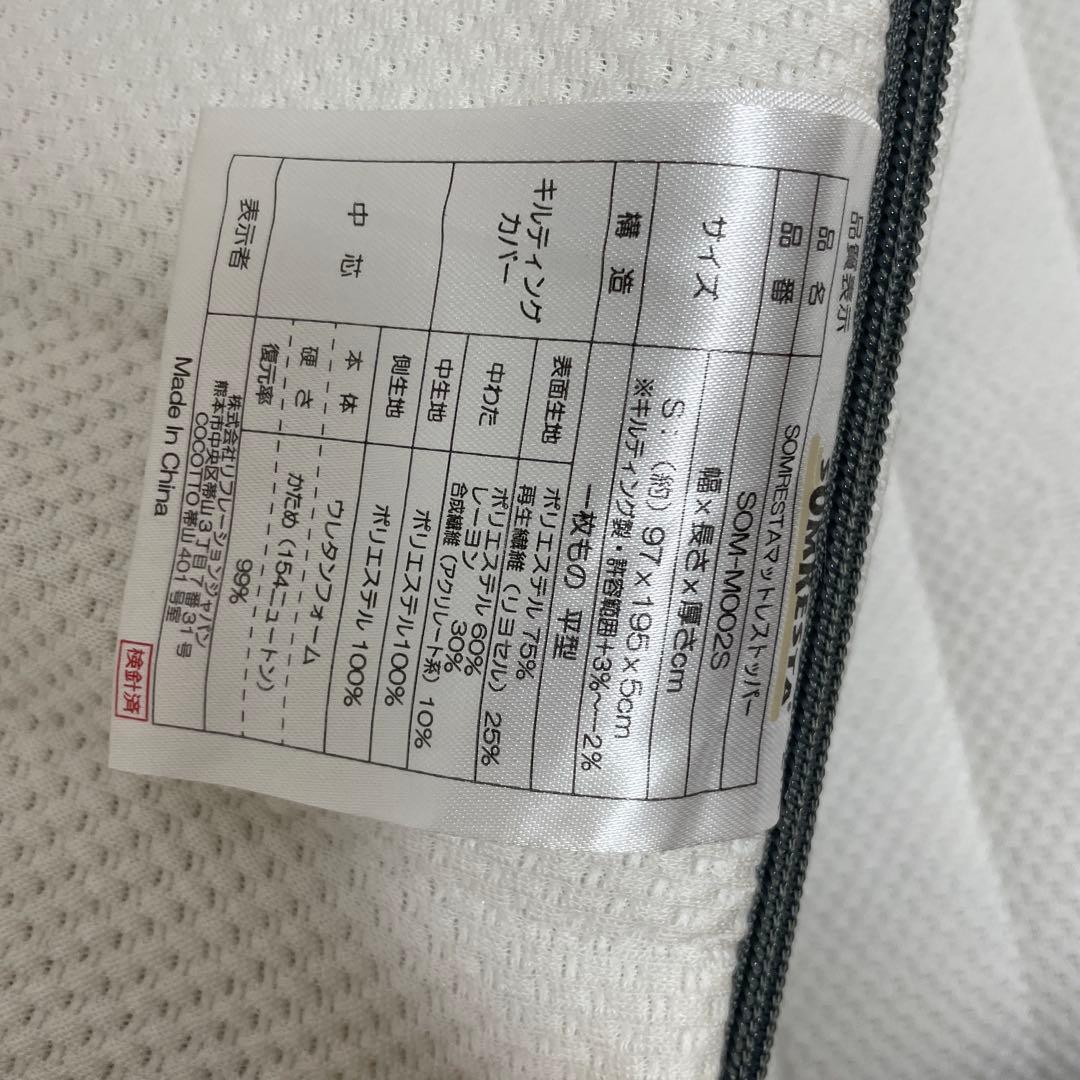 品質表示
SOMRESTA
品名 SOMRESTAマットレストッパー
品番 SOM-M002S
サイズ 幅×長さ×厚さcm
S：（約）97×195×5cm
※キルティング製・許容範囲+3%〜-2%
構造 一枚もの 平型
キルティングカバー
表面生地 ポリエステル 75%
再生繊維（リヨセル） 25%
中わた ポリエステル 60%
レーヨン 30%
合成繊維（アクリレート系） 10%
中生地 ポリエステル100%
中芯
側生地 ポリエステル 100%
本体 ウレタンフォーム
硬さ かため（154ニュートン）
復元率 99%
表示者 株式会社リフレーションジャパン
熊本市中央区帯山3丁目7番31号
COCOTTO帯山 401号室
Made In China
検針済